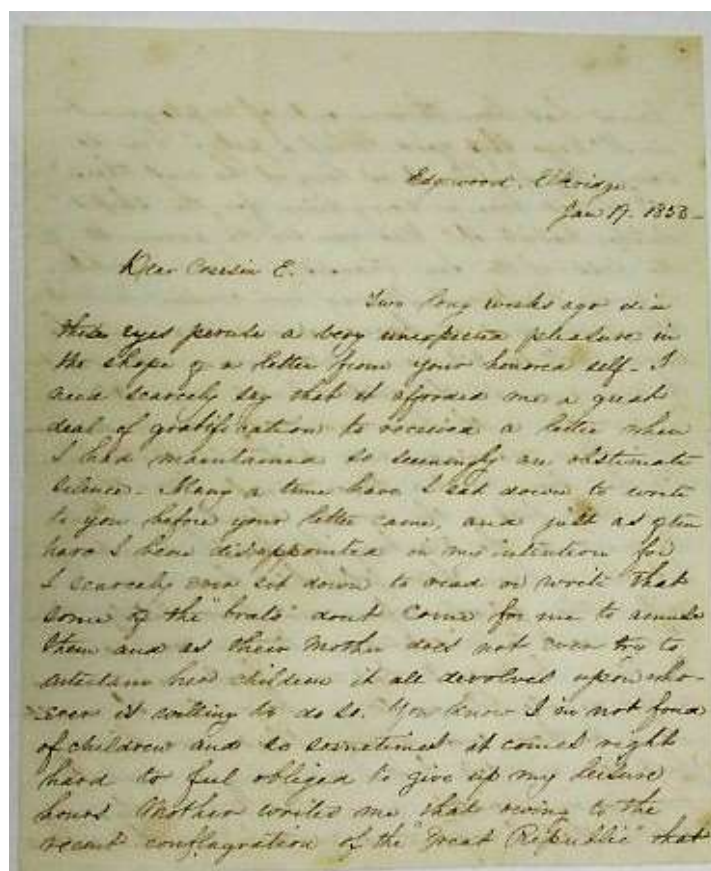 Edgewood. Elkridge.
Jan 17. 1853 -
Dear Cousin E.
Two long weeks ago did
these eyes peruse a very unexpected pleasure in
the shape of a letter from your honored self - I
need scarcely say that it afforded me a great
deal of gratification to received a letter when
I had maintained so seemingly an obstinate
silence - Many a time have I sat down to write
to you before your letter came, and just as often
have I been disappointed in my intention for
I scarcely ever sit down to read or write that
some of the "brats" dont come for me to amuse
them and as their Mother does not even try to
entertain her children it all devolves upon who-
ever is willing to do so. You know I'm not fond
of children and so sometimes it comes right
hard to feel obliged to give up my leisure
hours. Mother writes me that owing to the
recent conflagration of the "Great Republic" that